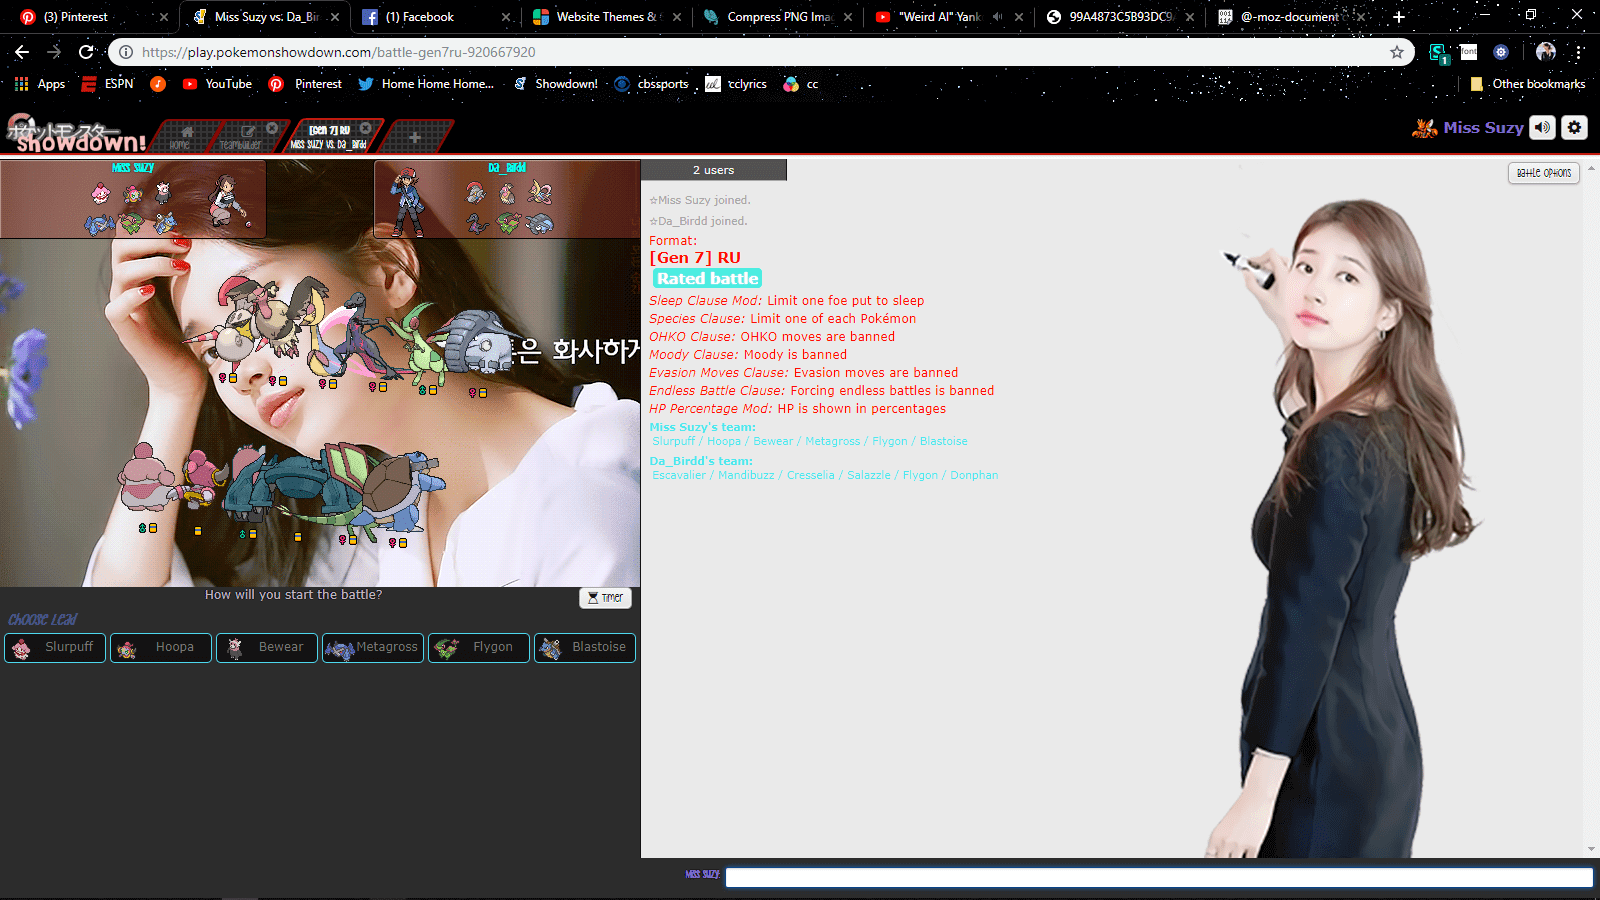 (3) Pinterest
Miss Suzy vs. Da_Bir
(1) Facebook
Website Themes &
Compress PNG Ima
"Weird Al" Yank
99A4873C5B93DC9
@-moz-document
https://play.pokemonshowdown.com/battle-gen7ru-920667920
font
1
Apps
ESPN
YouTube
Pinterest
Home Home Home...
Showdown!
cbssports
cclyrics
cc
Other bookmarks
ポケットモンスター
Showdown!
Home
Teambuilder
[Gen 7] RU
Miss Suzy vs. Da_Birdd
Miss Suzy
Miss Suzy
Da_Birdd
은 화사하게
How will you start the battle?
Timer
Choose Lead
Slurpuff
Hoopa
Bewear
Metagross
Flygon
Blastoise
2 users
Battle options
☆Miss Suzy joined.
☆Da_Birdd joined.
Format:
[Gen 7] RU
Rated battle
Sleep Clause Mod: Limit one foe put to sleep
Species Clause: Limit one of each Pokémon
OHKO Clause: OHKO moves are banned
Moody Clause: Moody is banned
Evasion Moves Clause: Evasion moves are banned
Endless Battle Clause: Forcing endless battles is banned
HP Percentage Mod: HP is shown in percentages
Miss Suzy's team:
Slurpuff / Hoopa / Bewear / Metagross / Flygon / Blastoise
Da_Birdd's team:
Escavalier / Mandibuzz / Cresselia / Salazzle / Flygon / Donphan
Miss Suzy: